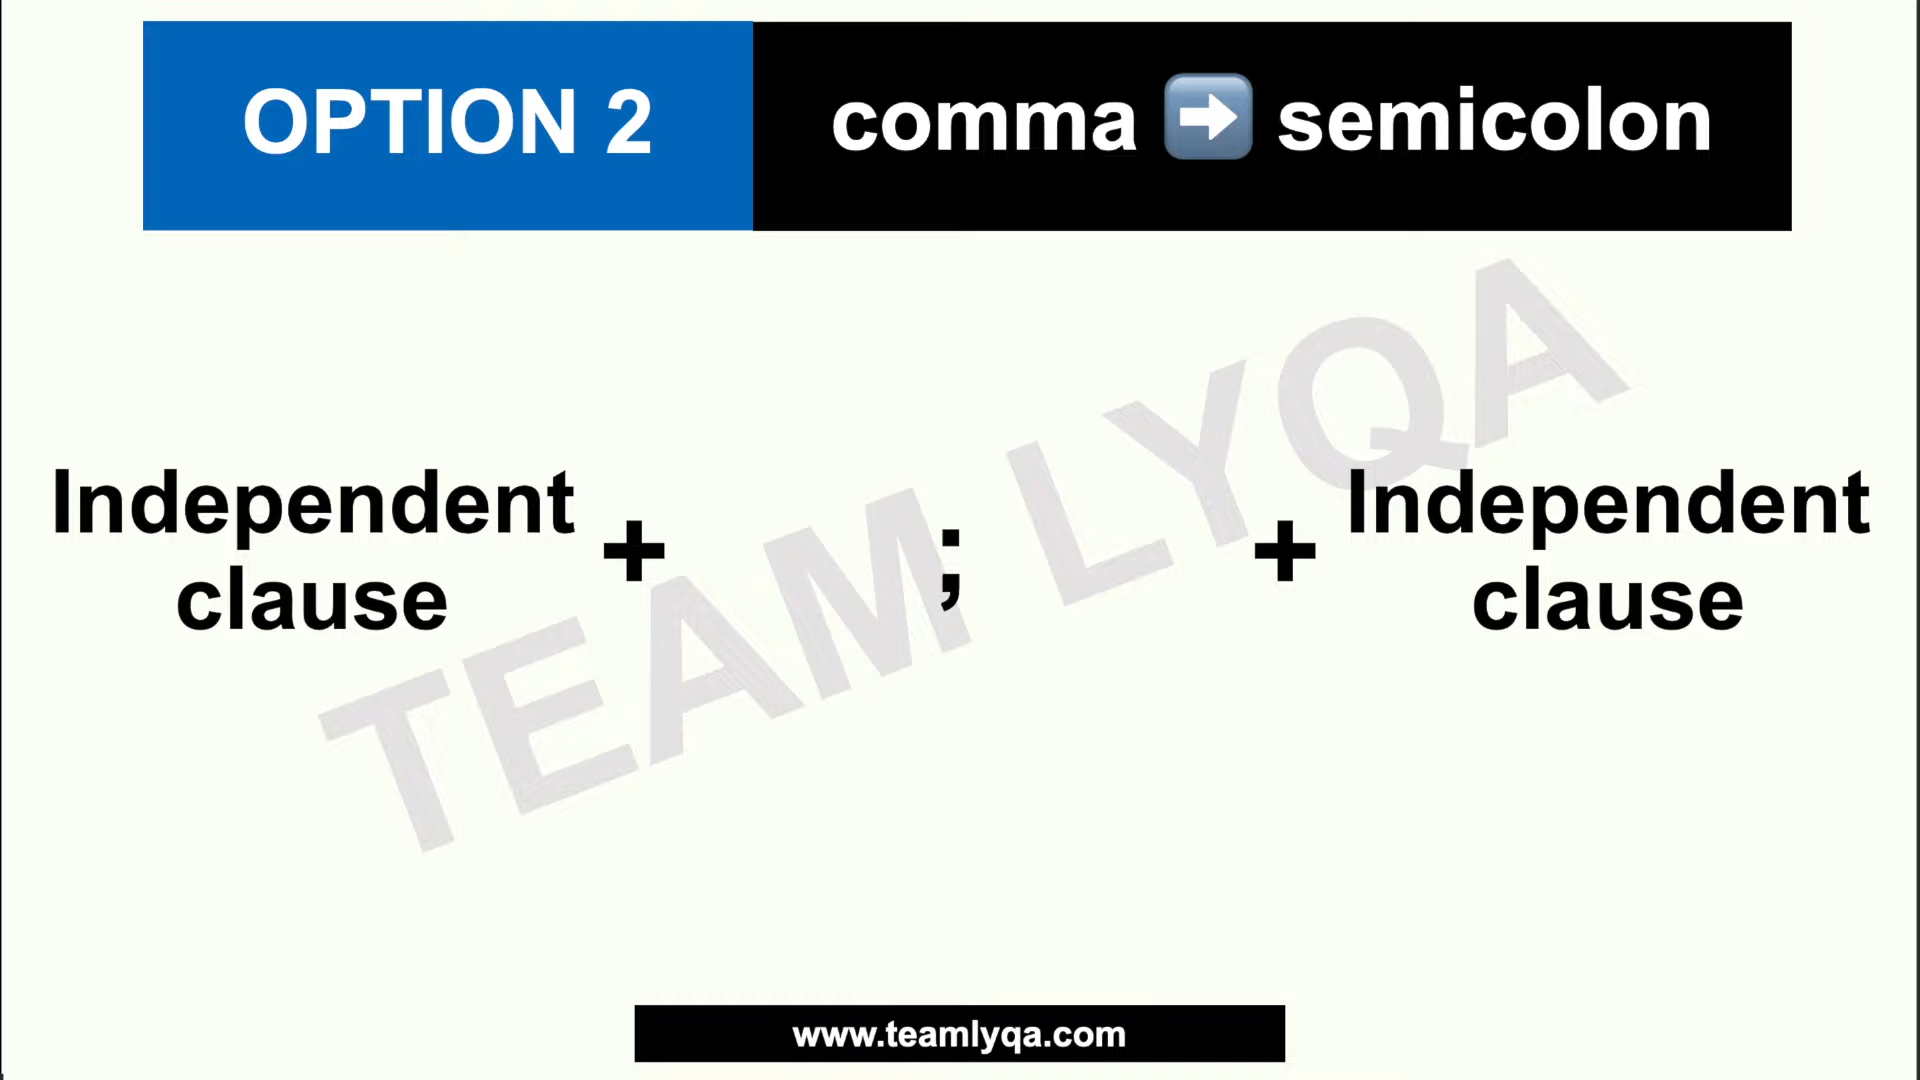 OPTION 2
comma ➡️ semicolon
TEAM LYQA
Independent
clause
+
;
+
Independent
clause
www.teamlyqa.com